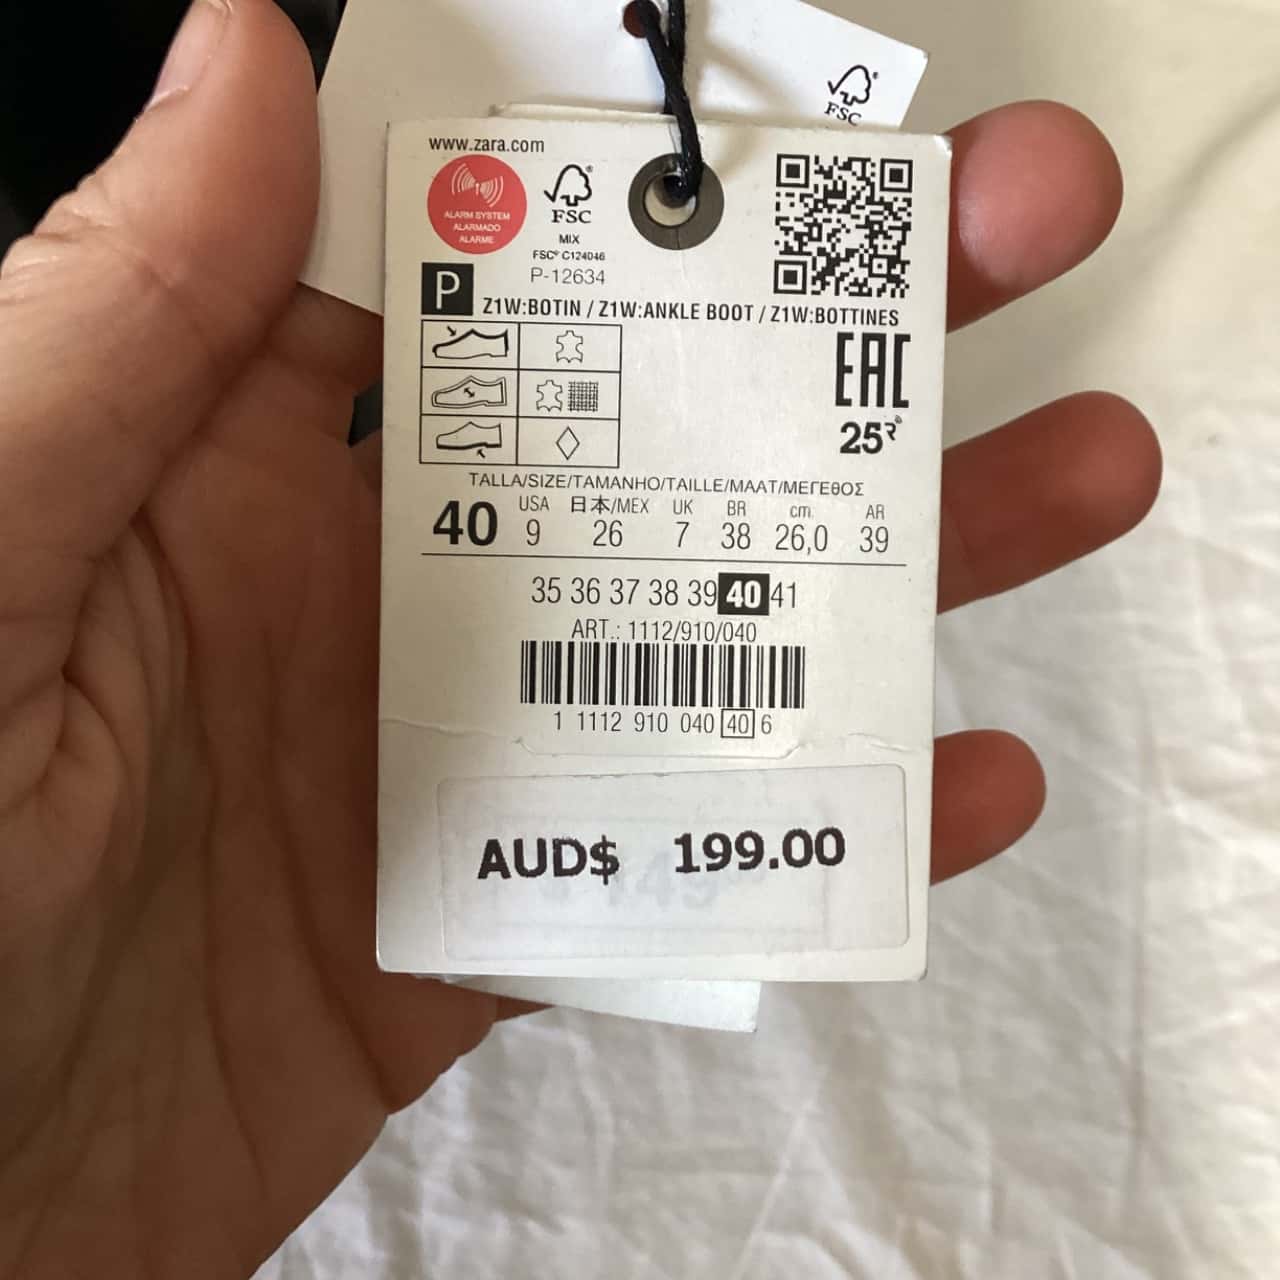 FSC
www.zara.com
ALARM SYSTEM
ALARMADO
ALARME
FSC
MIX
FSC® C124046
P-12634
P
Z1W:BOTIN / Z1W:ANKLE BOOT / Z1W:BOTTINES
EAC
TALLA/SIZE/TAMANHO/TAILLE/MAAT/ΜΕΓΕΘΟΣ
USA 日本/MEX UK BR cm. AR
40 9 26 7 38 26,0 39
35 36 37 38 39 40 41
ART.: 1112/910/040
1 1112 910 040 40 6
AUD$ 199.00